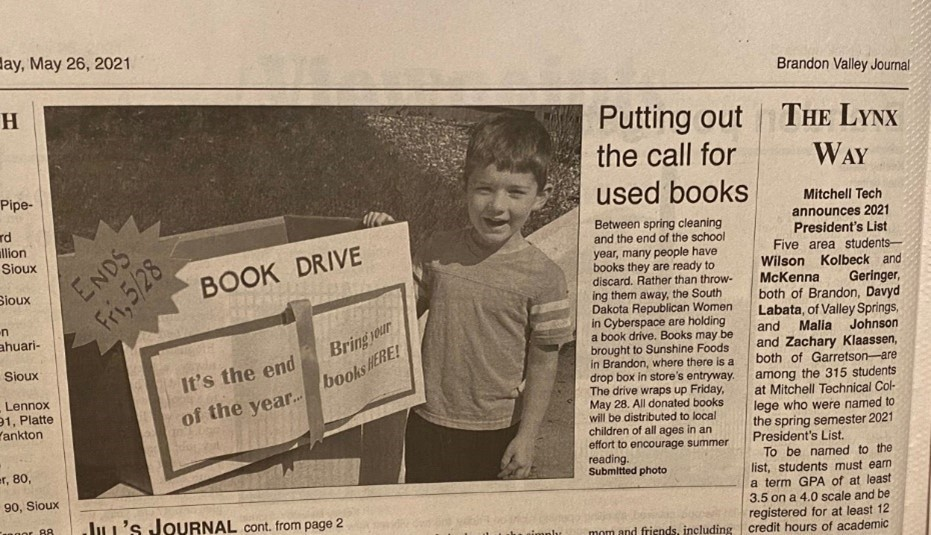 day, May 26, 2021
Brandon Valley Journal
H
Pipe-
rd
illion
Sioux
Sioux
on
ahuari-
Sioux
, Lennox
91, Platte
Yankton
er, 80,
90, Sioux
88
ENDS
Fri, 5/28
BOOK DRIVE
It's the end
of the year...
Bring your
books HERE!
Putting out
the call for
used books
Between spring cleaning
and the end of the school
year, many people have
books they are ready to
discard. Rather than throw-
ing them away, the South
Dakota Republican Women
in Cyberspace are holding
a book drive. Books may be
brought to Sunshine Foods
in Brandon, where there is a
drop box in store's entryway.
The drive wraps up Friday,
May 28. All donated books
will be distributed to local
children of all ages in an
effort to encourage summer
reading.
Submitted photo
THE LYNX
WAY
Mitchell Tech
announces 2021
President's List
Five area students—
Wilson Kolbeck and
McKenna Geringer,
both of Brandon, Davyd
Labata, of Valley Springs,
and Malia Johnson
and Zachary Klaassen,
both of Garretson—are
among the 315 students
at Mitchell Technical Col-
lege who were named to
the spring semester 2021
President's List.
To be named to the
list, students must earn
a term GPA of at least
3.5 on a 4.0 scale and be
registered for at least 12
credit hours of academic
JILL'S JOURNAL cont. from page 2
mom and friends, including